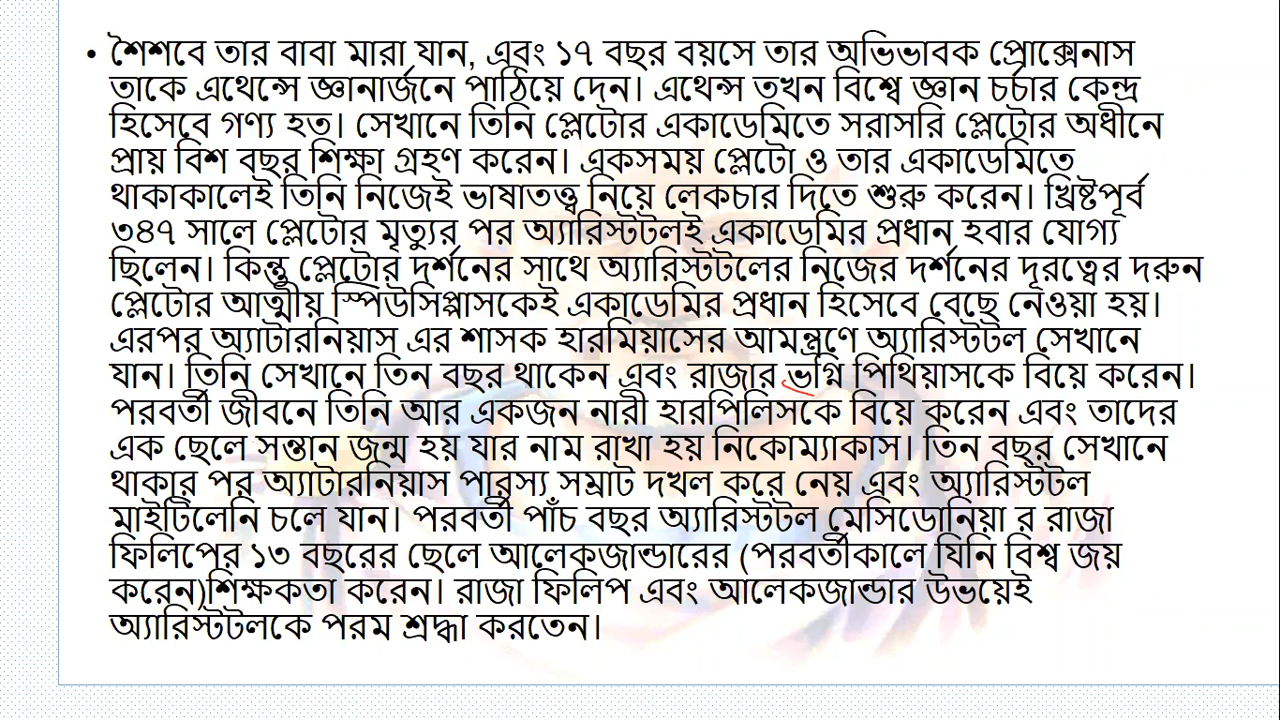 • শৈশবে তার বাবা মারা যান, এবং ১৭ বছর বয়সে তার অভিভাবক প্রোক্সেনাস
তাকে এথেন্সে জ্ঞানার্জনে পাঠিয়ে দেন। এথেন্স তখন বিশ্বে জ্ঞান চর্চার কেন্দ্র
হিসেবে গণ্য হত। সেখানে তিনি প্লেটোর একাডেমিতে সরাসরি প্লেটোর অধীনে
প্রায় বিশ বছর শিক্ষা গ্রহণ করেন। একসময় প্লেটো ও তার একাডেমিতে
থাকাকালেই তিনি নিজেই ভাষাতত্ত্ব নিয়ে লেকচার দিতে শুরু করেন। খ্রিষ্টপূর্ব
৩৪৭ সালে প্লেটোর মৃত্যুর পর অ্যারিস্টটলই একাডেমির প্রধান হবার যোগ্য
ছিলেন। কিন্তু প্লেটোর দর্শনের সাথে অ্যারিস্টটলের নিজের দর্শনের দূরত্বের দরুন
প্লেটোর আত্মীয় স্পিউসিপ্পাসকেই একাডেমির প্রধান হিসেবে বেছে নেওয়া হয়।
এরপর অ্যাটারনিয়াস এর শাসক হারমিয়াসের আমন্ত্রণে অ্যারিস্টটল সেখানে
যান। তিনি সেখানে তিন বছর থাকেন এবং রাজার ভগ্নি পিথিয়াসকে বিয়ে করেন।
পরবর্তী জীবনে তিনি আর একজন নারী হারপিলিসকে বিয়ে করেন এবং তাদের
এক ছেলে সন্তান জন্ম হয় যার নাম রাখা হয় নিকোম্যাকাস। তিন বছর সেখানে
থাকার পর অ্যাটারনিয়াস পারস্য সম্রাট দখল করে নেয় এবং অ্যারিস্টটল
মাইটিলেনি চলে যান। পরবর্তী পাঁচ বছর অ্যারিস্টটল মেসিডোনিয়া র রাজা
ফিলিপের ১৩ বছরের ছেলে আলেকজান্ডারের (পরবর্তীকালে যিনি বিশ্ব জয়
করেন)শিক্ষকতা করেন। রাজা ফিলিপ এবং আলেকজান্ডার উভয়েই
অ্যারিস্টটলকে পরম শ্রদ্ধা করতেন।